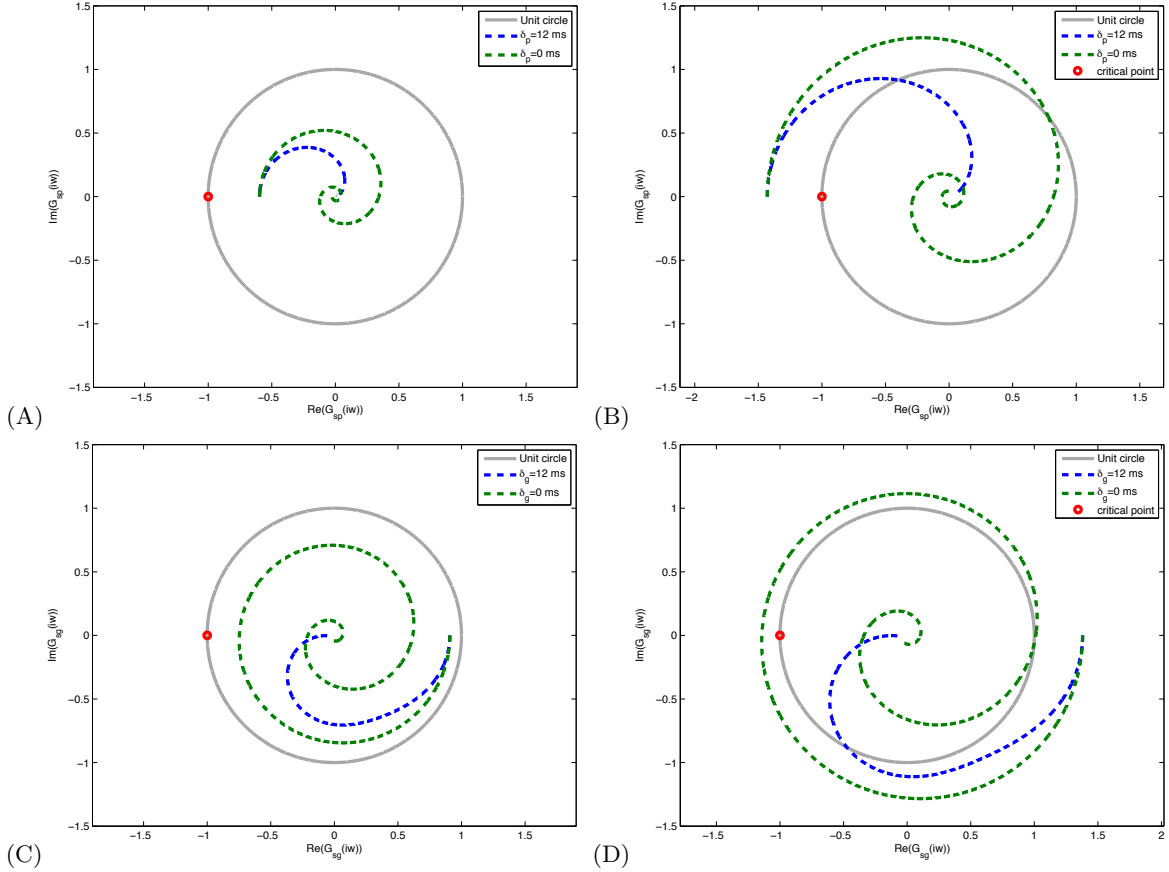 1.5
1
0.5
0
−0.5
−1
−1.5
−1.5
−1
−0.5
0
0.5
1
1.5
Im(G_sp(iw))
Re(G_sp(iw))
Unit circle
δ_p=12 ms
δ_p=0 ms
(A)
1.5
1
0.5
0
−0.5
−1
−1.5
−2
−1.5
−1
−0.5
0
0.5
1
1.5
Im(G_sp(iw))
Re(G_sp(iw))
Unit circle
δ_p=12 ms
δ_p=0 ms
critical point
(B)
1.5
1
0.5
0
−0.5
−1
−1.5
−1.5
−1
−0.5
0
0.5
1
1.5
Im(G_sg(iw))
Re(G_sg(iw))
Unit circle
δ_g=12 ms
δ_g=0 ms
(C)
1.5
1
0.5
0
−0.5
−1
−1.5
−1.5
−1
−0.5
0
0.5
1
1.5
2
Im(G_sg(iw))
Re(G_sg(iw))
Unit circle
δ_g=12 ms
δ_g=0 ms
critical point
(D)